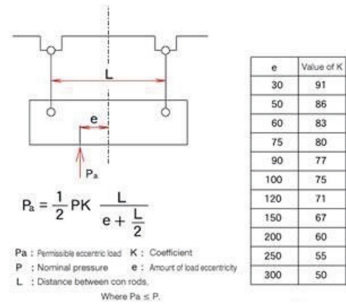 L
e
Pa
Pa = 1/2 PK L/(e + L/2)
Pa : Permissible eccentric load K : Coefficient
P : Nominal pressure e : Amount of load eccentricity
L : Distance between con rods.
Where Pa ≤ P.
e Value of K
30 91
50 86
60 83
75 80
90 77
100 75
120 71
150 67
200 60
250 55
300 50